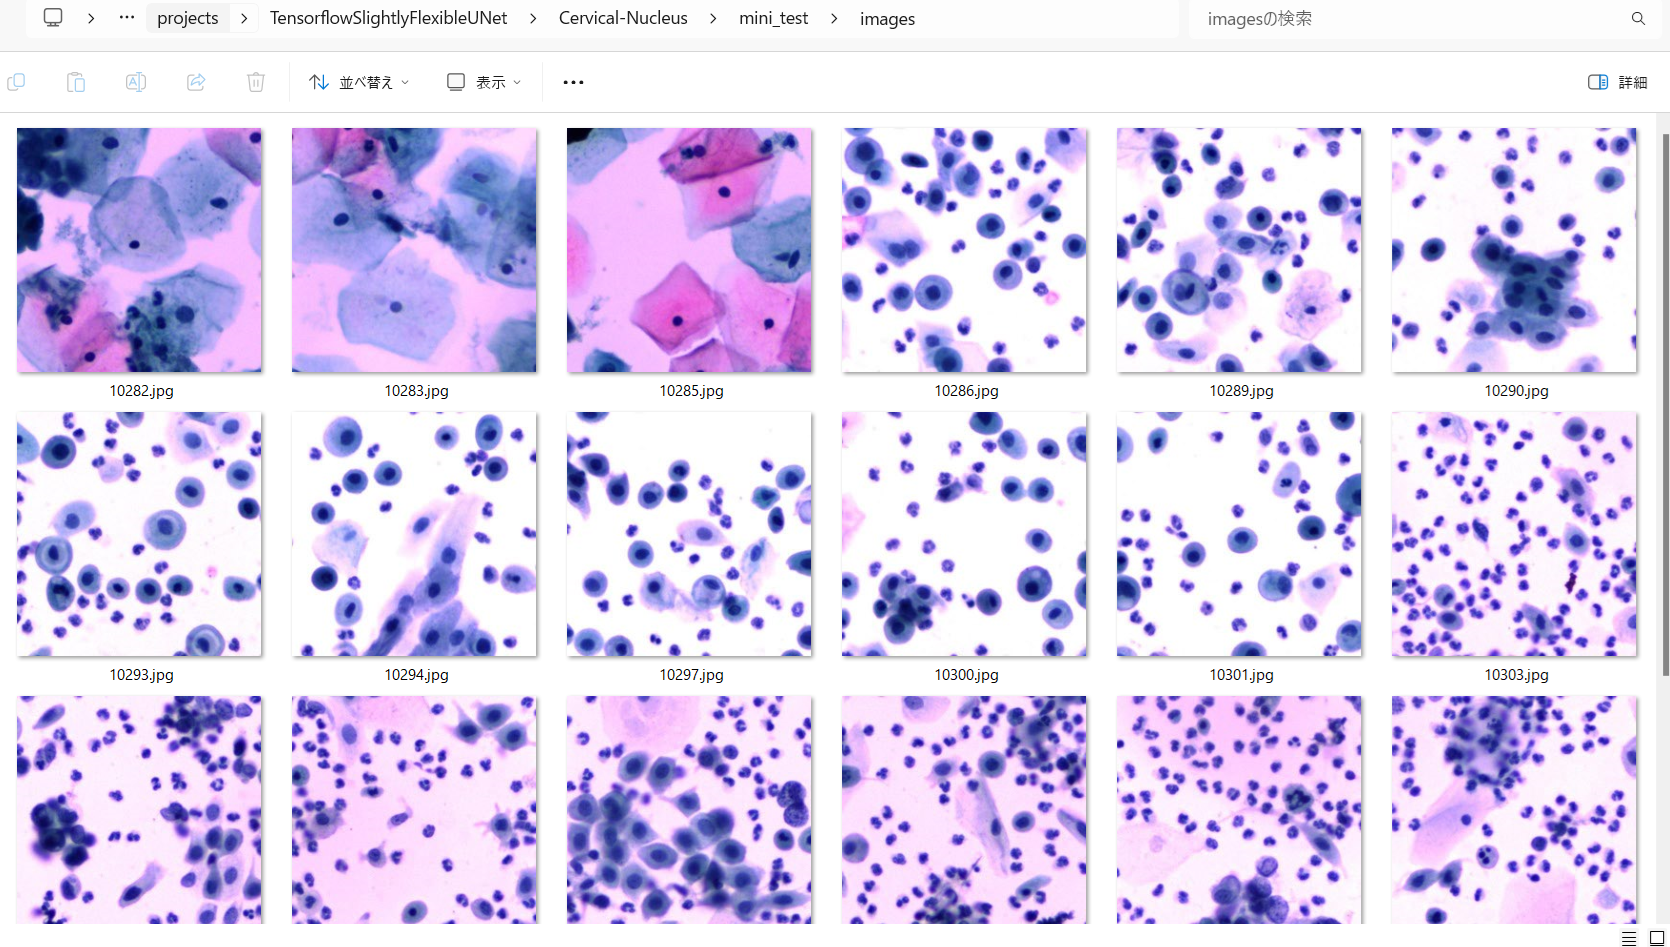 projects TensorflowSlightlyFlexibleUNet Cervical-Nucleus mini_test images imagesの検索
並べ替え 表示 詳細
10282.jpg 10283.jpg 10285.jpg 10286.jpg 10289.jpg 10290.jpg
10293.jpg 10294.jpg 10297.jpg 10300.jpg 10301.jpg 10303.jpg